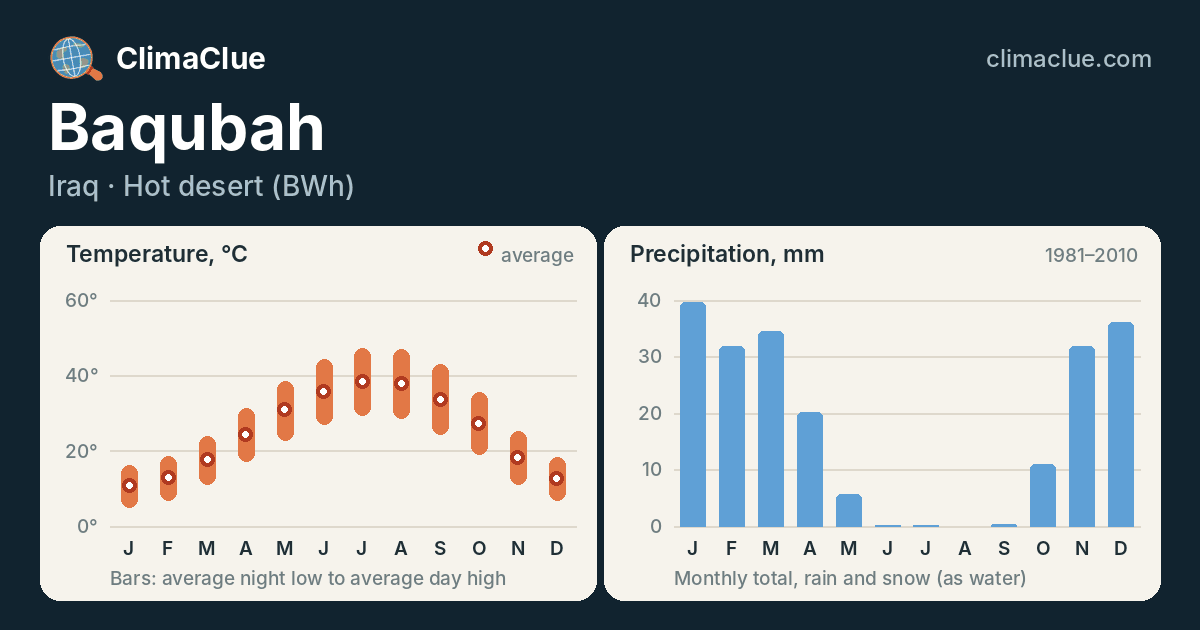 ClimaClue
climaclue.com
Baqubah
Iraq · Hot desert (BWh)
Temperature, °C
average
60°
40°
20°
0°
J F M A M J J A S O N D
Bars: average night low to average day high
Precipitation, mm
1981–2010
40
30
20
10
0
J F M A M J J A S O N D
Monthly total, rain and snow (as water)